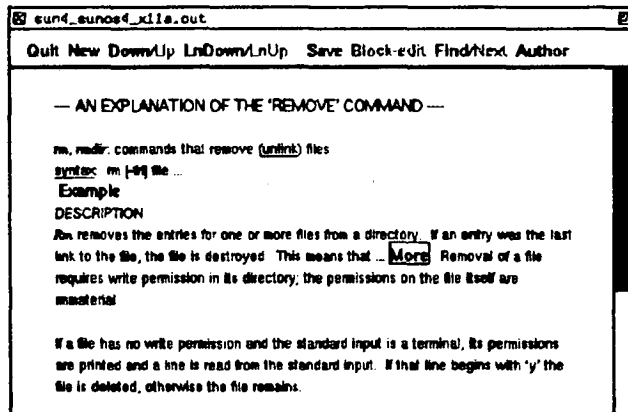 sun4_sunos4_x11a.out
Quit New Down/Up LnDown/LnUp Save Block-edit Find/Next Author
— AN EXPLANATION OF THE 'REMOVE' COMMAND —
rm, rmdir: commands that remove (unlink) files
syntax: rm [-fri] file ...
Example
DESCRIPTION
Rm removes the entries for one or more files from a directory. If an entry was the last
link to the file, the file is destroyed. This means that ... More Removal of a file
requires write permission in its directory; the permissions on the file itself are
immaterial
If a file has no write permission and the standard input is a terminal, its permissions
are printed and a line is read from the standard input. If that line begins with 'y' the
file is deleted, otherwise the file remains.